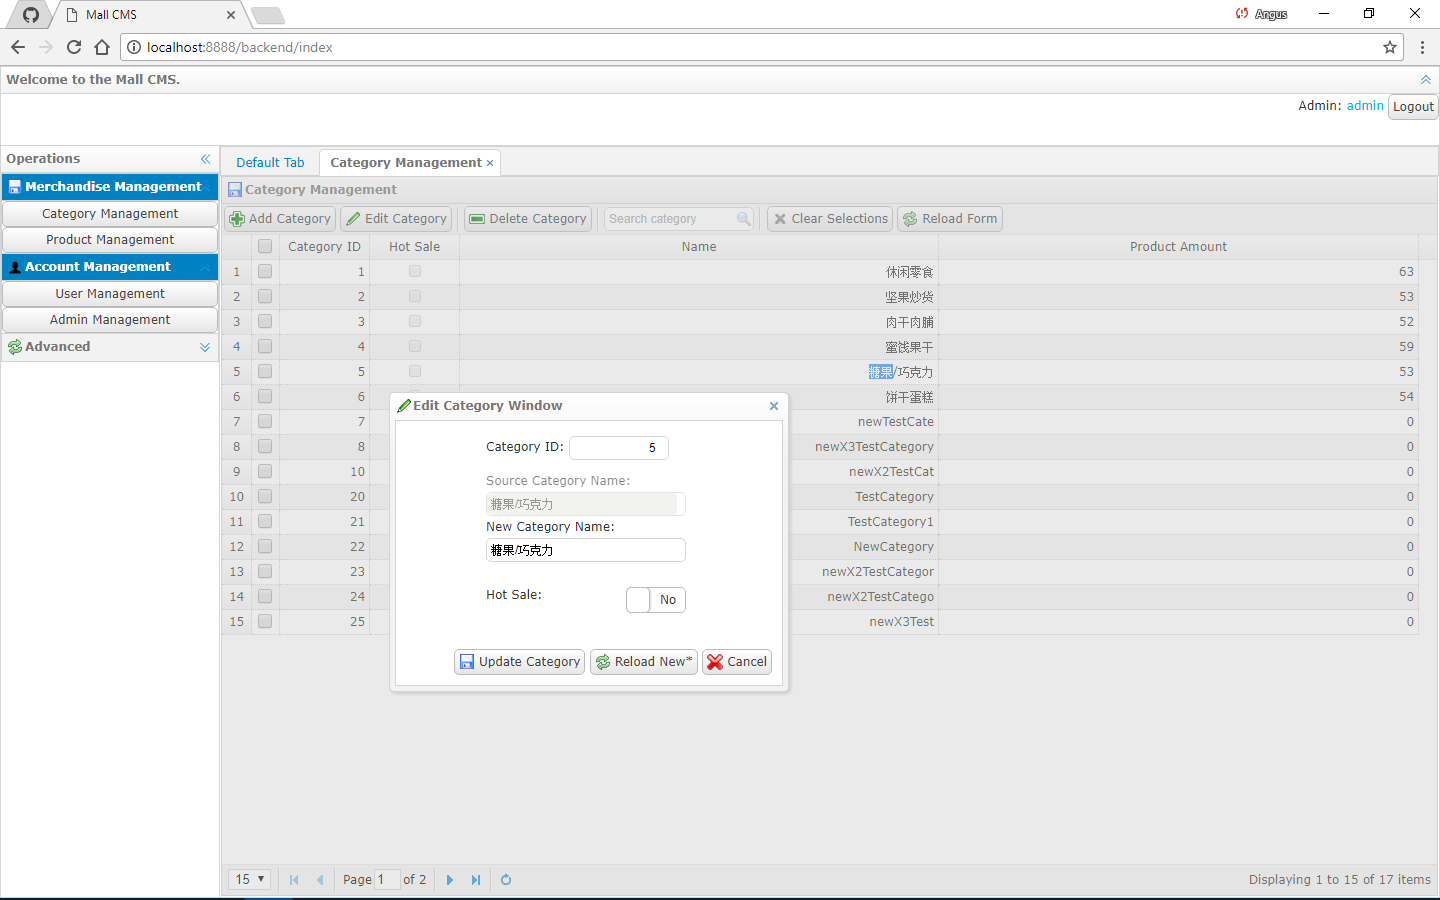 Mall CMS
Angus
localhost:8888/backend/index
Welcome to the Mall CMS.
Admin: admin Logout
Operations
Merchandise Management
Category Management
Product Management
Account Management
User Management
Admin Management
Advanced
Default Tab Category Management
Category Management
Add Category Edit Category Delete Category Search category Clear Selections Reload Form
Category ID Hot Sale Name Product Amount
1 1 休闲零食 63
2 2 坚果炒货 53
3 3 肉干肉脯 52
4 4 蜜饯果干 59
5 5 糖果/巧克力 53
6 6 饼干蛋糕 54
7 7 newTestCate 0
8 8 newX3TestCategory 0
9 10 newX2TestCat 0
10 20 TestCategory 0
11 21 TestCategory1 0
12 22 NewCategory 0
13 23 newX2TestCategor 0
14 24 newX2TestCatego 0
15 25 newX3Test 0
Edit Category Window
Category ID: 5
Source Category Name:
糖果/巧克力
New Category Name:
糖果/巧克力
Hot Sale: No
Update Category Reload New* Cancel
15 Page 1 of 2 Displaying 1 to 15 of 17 items